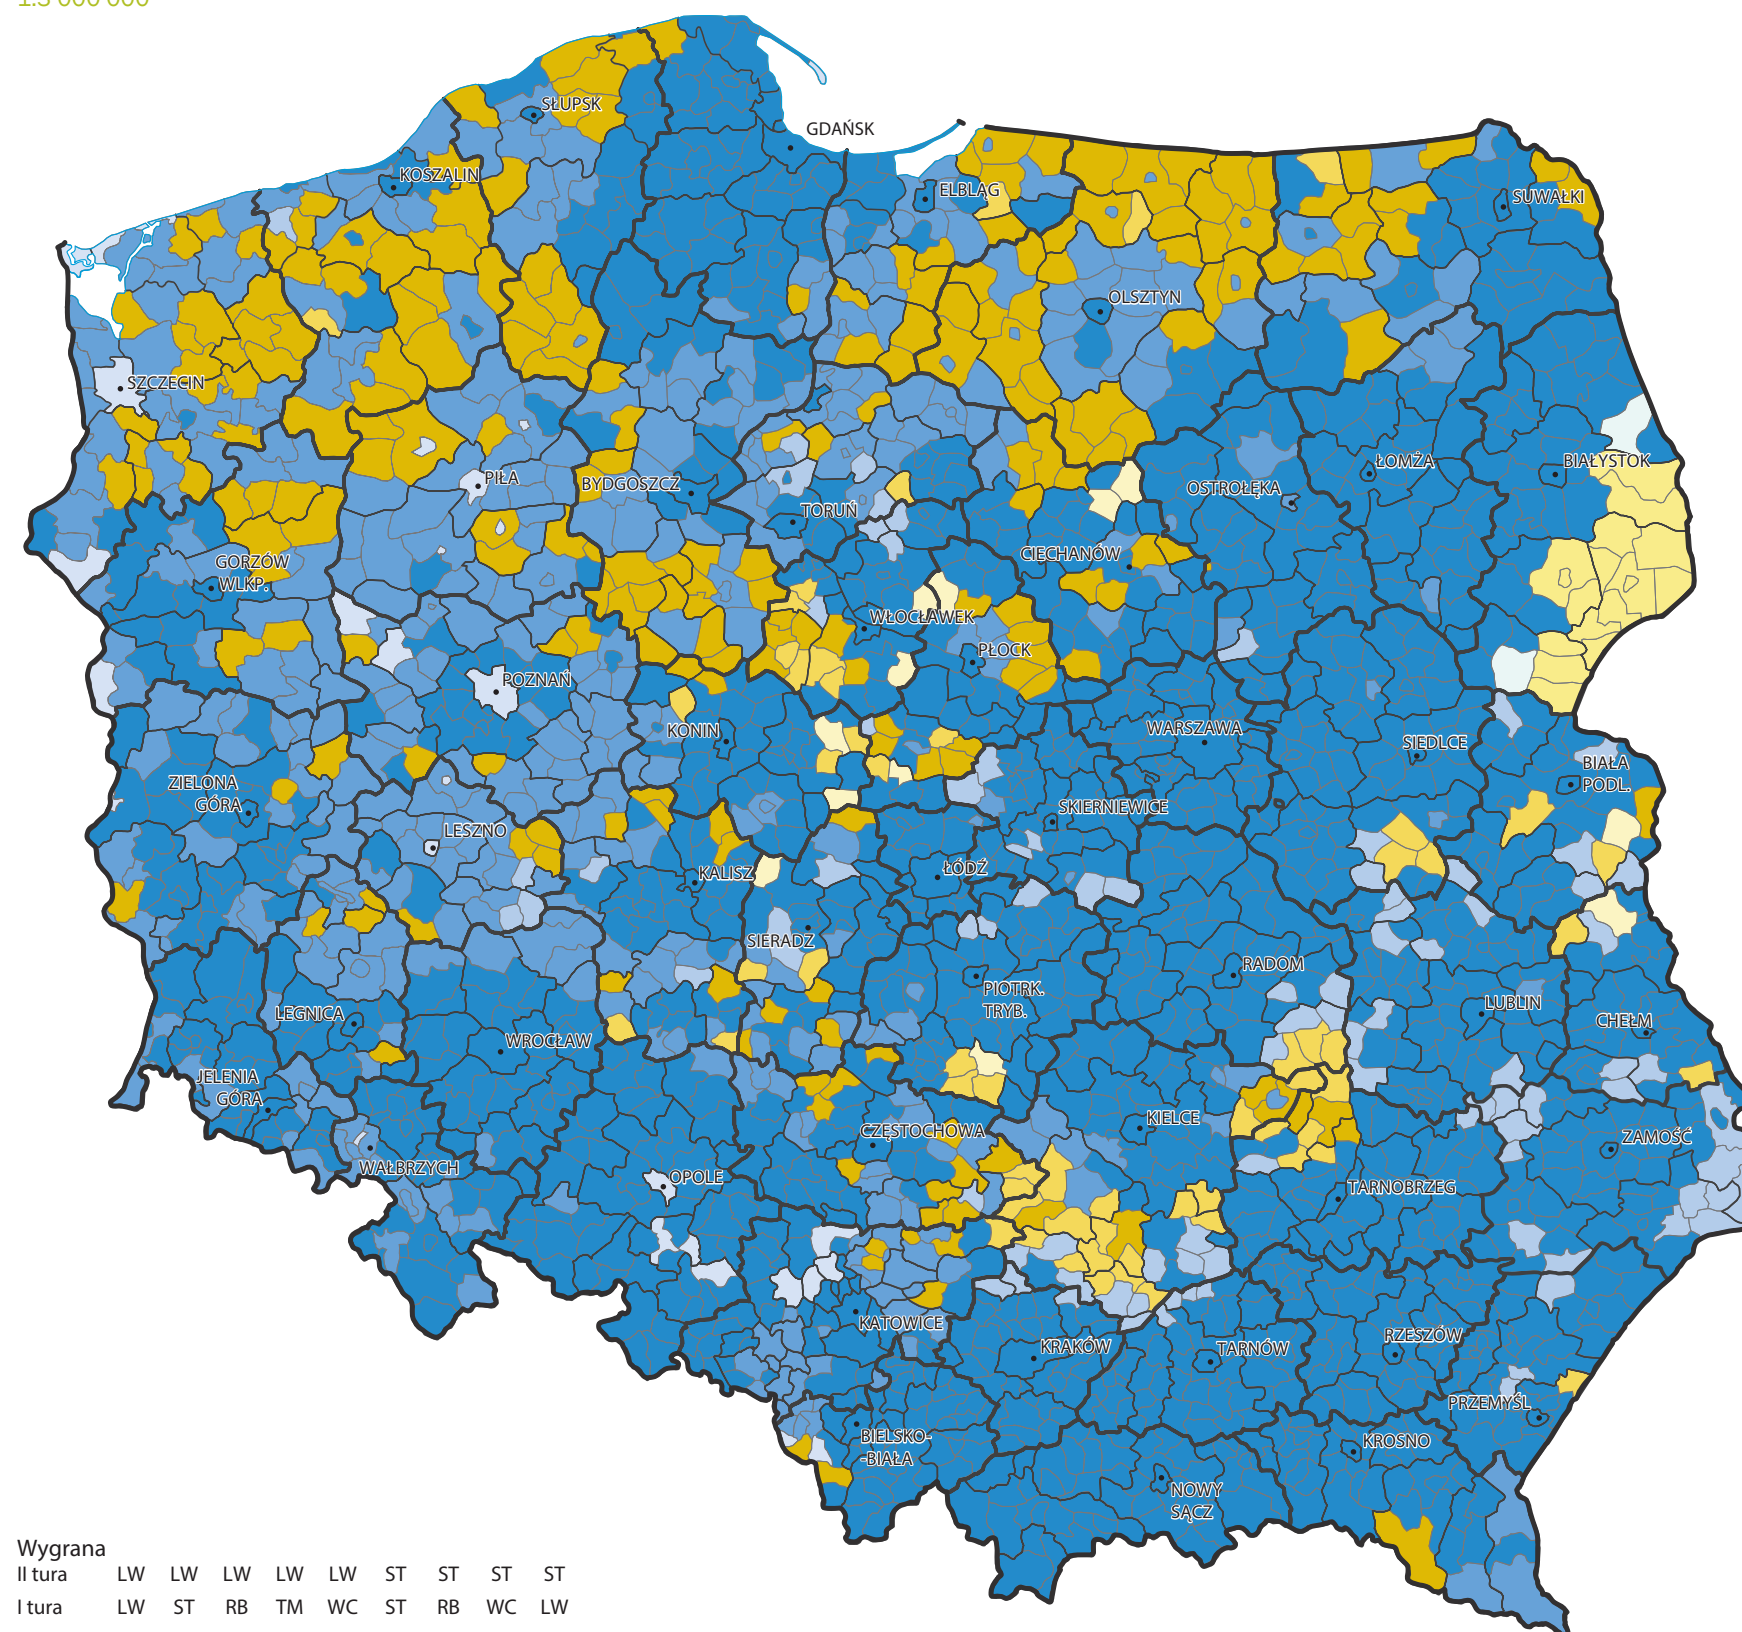 1:3 000 000
SŁUPSK
GDAŃSK
KOSZALIN
ELBLĄG
SUWAŁKI
OLSZTYN
SZCZECIN
PIŁA
BYDGOSZCZ
TORUŃ
OSTROŁĘKA
ŁOMŻA
BIAŁYSTOK
GORZÓW
WLKP.
CIECHANÓW
WŁOCŁAWEK
PŁOCK
POZNAŃ
KONIN
WARSZAWA
SIEDLCE
BIAŁA
PODL.
ZIELONA
GÓRA
LESZNO
SKIERNIEWICE
KALISZ
ŁÓDŹ
SIERADZ
PIOTRK.
TRYB.
RADOM
LUBLIN
CHEŁM
LEGNICA
WROCŁAW
JELENIA
GÓRA
WAŁBRZYCH
OPOLE
CZĘSTOCHOWA
KIELCE
TARNOBRZEG
ZAMOŚĆ
KATOWICE
KRAKÓW
TARNÓW
RZESZÓW
PRZEMYŚL
BIELSKO-
-BIAŁA
KROSNO
NOWY
SĄCZ
Wygrana
II tura LW LW LW LW LW ST ST ST ST
I tura LW ST RB TM WC ST RB WC LW